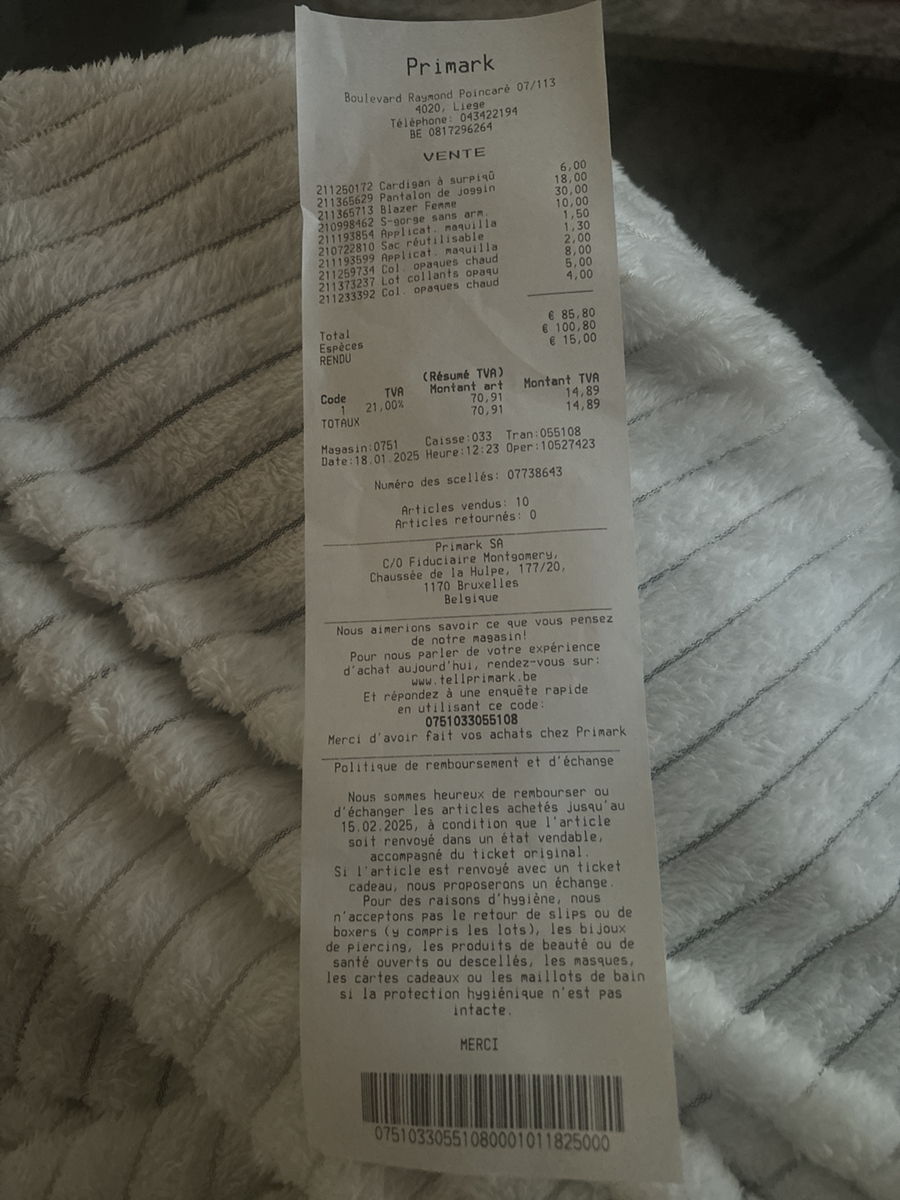 Primark
Boulevard Raymond Poincaré 07/113
4020, Liege
Téléphone: 043422194
BE 0817296264
VENTE
211250172 Cardigan à surpiqû 6,00
211365629 Pantalon de joggin 18,00
211365713 Blazer Femme 30,00
210998462 S-gorge sans arm. 10,00
211193854 Applicat. maquilla 1,50
210722810 Sac réutilisable 1,30
211193599 Applicat. maquilla 2,00
211259734 Col. opaques chaud 8,00
211373237 Lot collants opaqu 5,00
211233392 Col. opaques chaud 4,00
Total € 85,80
Espèces € 100,80
RENDU € 15,00
(Résumé TVA)
Code TVA Montant art Montant TVA
1 21,00% 70,91 14,89
TOTAUX 70,91 14,89
Magasin:0751 Caisse:033 Tran:055108
Date:18.01.2025 Heure:12:23 Oper:10527423
Numéro des scellés: 07738643
Articles vendus: 10
Articles retournés: 0
Primark SA
C/O Fiduciaire Montgomery,
Chaussée de la Hulpe, 177/20,
1170 Bruxelles
Belgique
Nous aimerions savoir ce que vous pensez
de notre magasin!
Pour nous parler de votre expérience
d'achat aujourd'hui, rendez-vous sur:
www.tellprimark.be
Et répondez à une enquête rapide
en utilisant ce code:
0751033055108
Merci d'avoir fait vos achats chez Primark
Politique de remboursement et d'échange
Nous sommes heureux de rembourser ou
d'échanger les articles achetés jusqu'au
15.02.2025, à condition que l'article
soit renvoyé dans un état vendable,
accompagné du ticket original.
Si l'article est renvoyé avec un ticket
cadeau, nous proposerons un échange.
Pour des raisons d'hygiène, nous
n'acceptons pas le retour de slips ou de
boxers (y compris les lots), les bijoux
de piercing, les produits de beauté ou de
santé ouverts ou descellés, les masques,
les cartes cadeaux ou les maillots de bain
si la protection hygiénique n'est pas
intacte.
MERCI
07510330551080001011825000